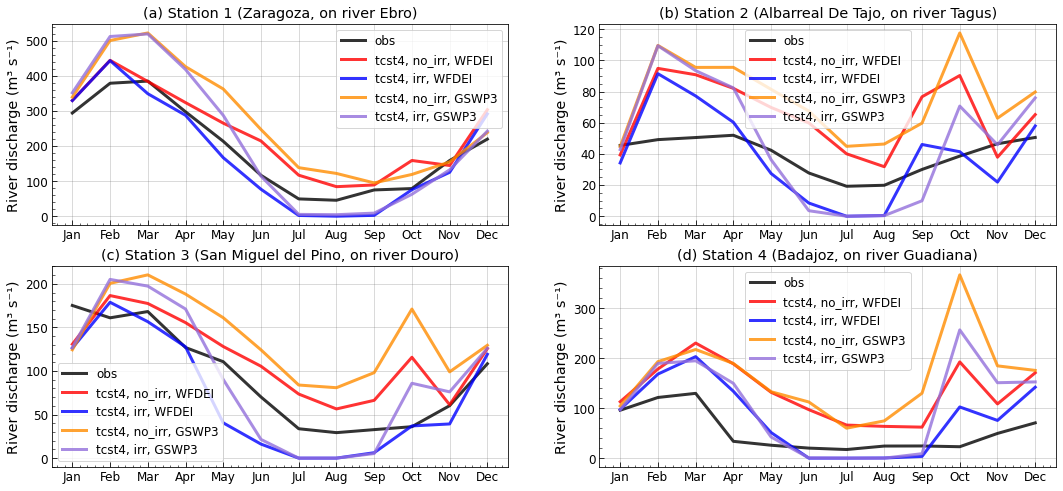 (a) Station 1 (Zaragoza, on river Ebro)
River discharge (m³ s⁻¹)
500
400
300
200
100
0
obs
tcst4, no_irr, WFDEI
tcst4, irr, WFDEI
tcst4, no_irr, GSWP3
tcst4, irr, GSWP3
Jan Feb Mar Apr May Jun Jul Aug Sep Oct Nov Dec
(b) Station 2 (Albarreal De Tajo, on river Tagus)
River discharge (m³ s⁻¹)
120
100
80
60
40
20
0
obs
tcst4, no_irr, WFDEI
tcst4, irr, WFDEI
tcst4, no_irr, GSWP3
tcst4, irr, GSWP3
Jan Feb Mar Apr May Jun Jul Aug Sep Oct Nov Dec
(c) Station 3 (San Miguel del Pino, on river Douro)
River discharge (m³ s⁻¹)
200
150
100
50
0
obs
tcst4, no_irr, WFDEI
tcst4, irr, WFDEI
tcst4, no_irr, GSWP3
tcst4, irr, GSWP3
Jan Feb Mar Apr May Jun Jul Aug Sep Oct Nov Dec
(d) Station 4 (Badajoz, on river Guadiana)
River discharge (m³ s⁻¹)
300
200
100
0
obs
tcst4, no_irr, WFDEI
tcst4, irr, WFDEI
tcst4, no_irr, GSWP3
tcst4, irr, GSWP3
Jan Feb Mar Apr May Jun Jul Aug Sep Oct Nov Dec